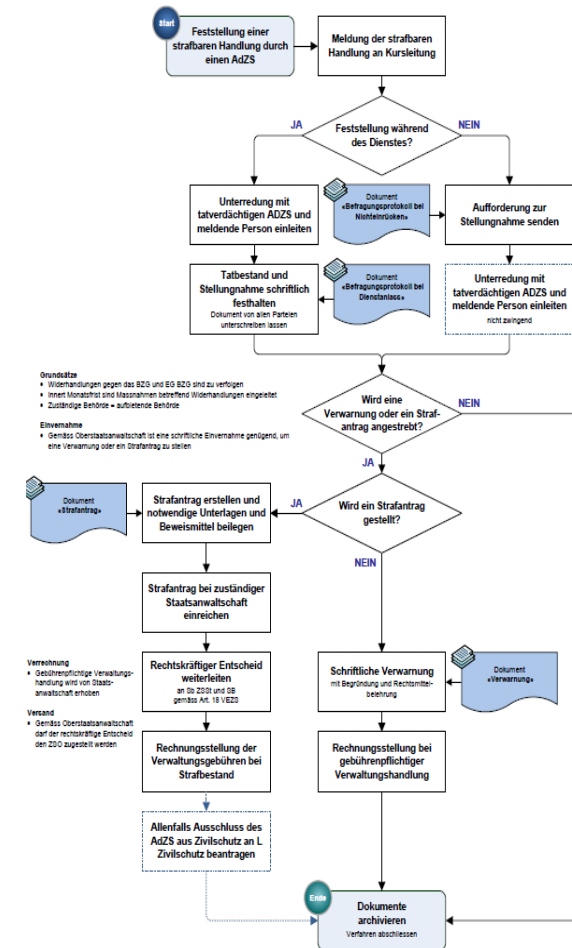 Start
Feststellung einer
strafbaren Handlung durch
einen AdZS
Meldung der strafbaren
Handlung an Kursleitung
JA
Feststellung während
des Dienstes?
NEIN
Unterredung mit
tatverdächtigen ADZS und
meldende Person einleiten
Dokument
«Befragungsprotokoll bei
Nichteinrücken»
Aufforderung zur
Stellungnahme senden
Tatbestand und
Stellungnahme schriftlich
festhalten
Dokument von allen Parteien
unterschreiben lassen
Dokument
«Befragungsprotokoll bei
Dienstanlass»
Unterredung mit
tatverdächtigen ADZS und
meldende Person einleiten
nicht zwingend
Grundsätze
• Widerhandlungen gegen das BZG und EG BZG sind zu verfolgen
• Innert Monatsfrist sind Massnahmen betreffend Widerhandlungen eingeleitet
• Zuständige Behörde = aufbietende Behörde
Einvernahme
• Gemäss Oberstaatsanwaltschaft ist eine schriftliche Einvernahme genügend, um
eine Verwarnung oder ein Strafantrag zu stellen
Wird eine
Verwarnung oder ein Straf-
antrag angestrebt?
NEIN
JA
Dokument
«Strafantrag»
Strafantrag erstellen und
notwendige Unterlagen und
Beweismittel beilegen
JA
Wird ein Strafantrag
gestellt?
NEIN
Strafantrag bei zuständiger
Staatsanwaltschaft
einreichen
Verrechnung
• Gebührenpflichtige Verwaltungs-
handlung wird von Staats-
anwaltschaft erhoben
Versand
• Gemäss Oberstaatsanwaltschaft
darf der rechtskräftige Entscheid
den ZSO zugestellt werden
Rechtskräftiger Entscheid
weiterleiten
an Sb ZSSt und SB
gemäss Art. 18 VEZS
Schriftliche Verwarnung
mit Begründung und Rechtsmittel-
belehrung
Dokument
«Verwarnung»
Rechnungsstellung der
Verwaltungsgebühren bei
Strafbestand
Rechnungsstellung bei
gebührenpflichtiger
Verwaltungshandlung
Allenfalls Ausschluss des
AdZS aus Zivilschutz an L
Zivilschutz beantragen
Ende
Dokumente
archivieren
Verfahren abschliessen